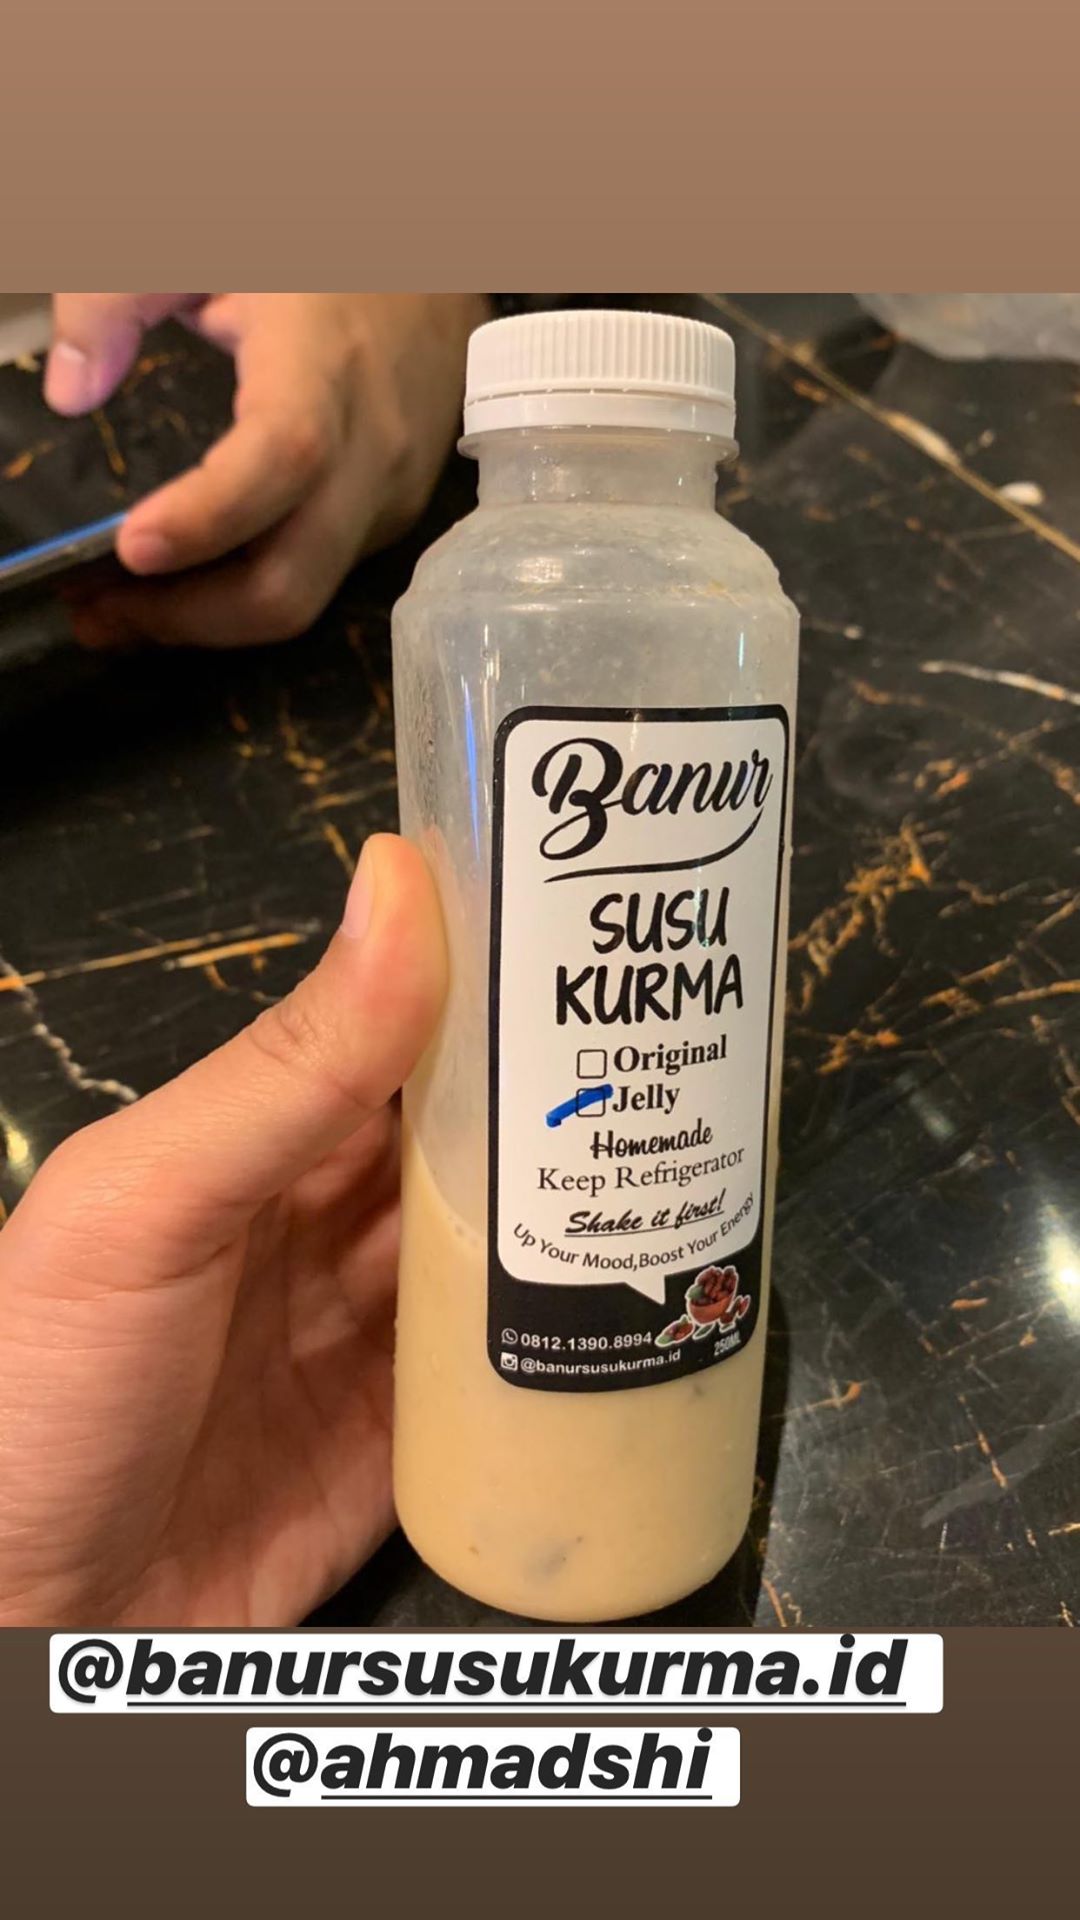 Banur
SUSU
KURMA
Original
Jelly
Homemade
Keep Refrigerator
Shake it first!
Up Your Mood,Boost Your Energy
0812.1390.8994
@banursusukurma.id
250ML
@banursusukurma.id
@ahmadshi